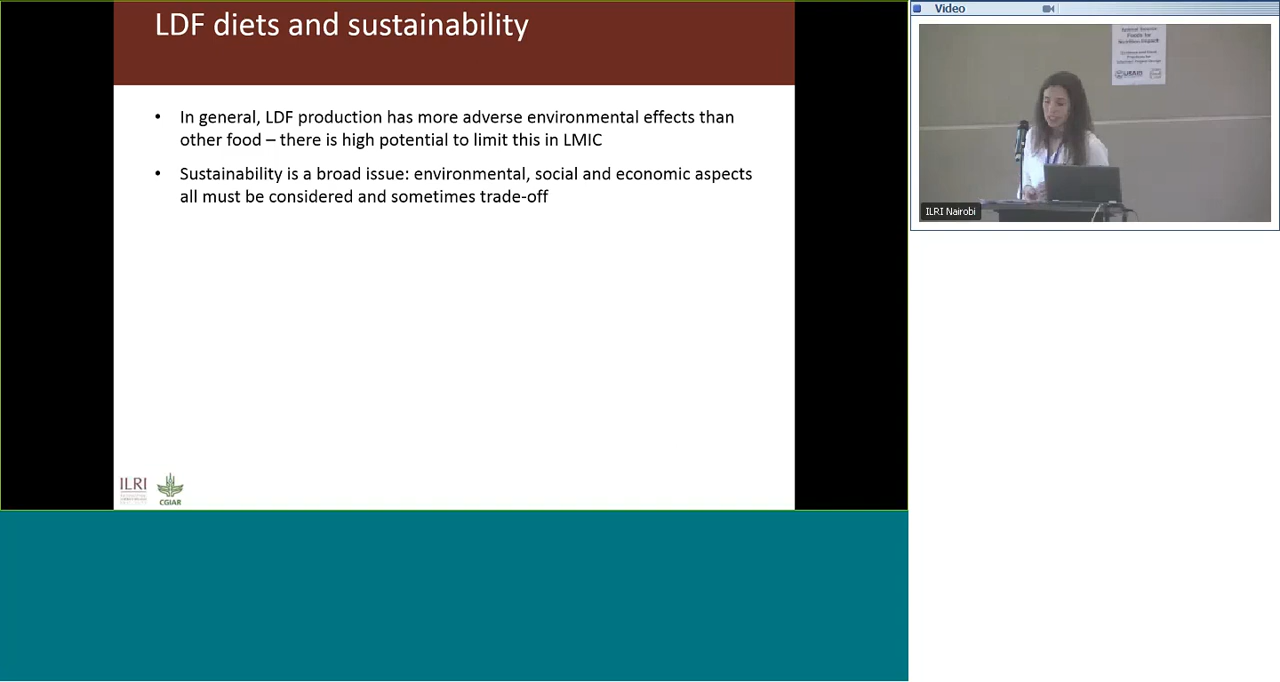 LDF diets and sustainability
• In general, LDF production has more adverse environmental effects than
other food – there is high potential to limit this in LMIC
• Sustainability is a broad issue: environmental, social and economic aspects
all must be considered and sometimes trade-off
ILRI
CGIAR
Video
USAID
ILRI Nairobi